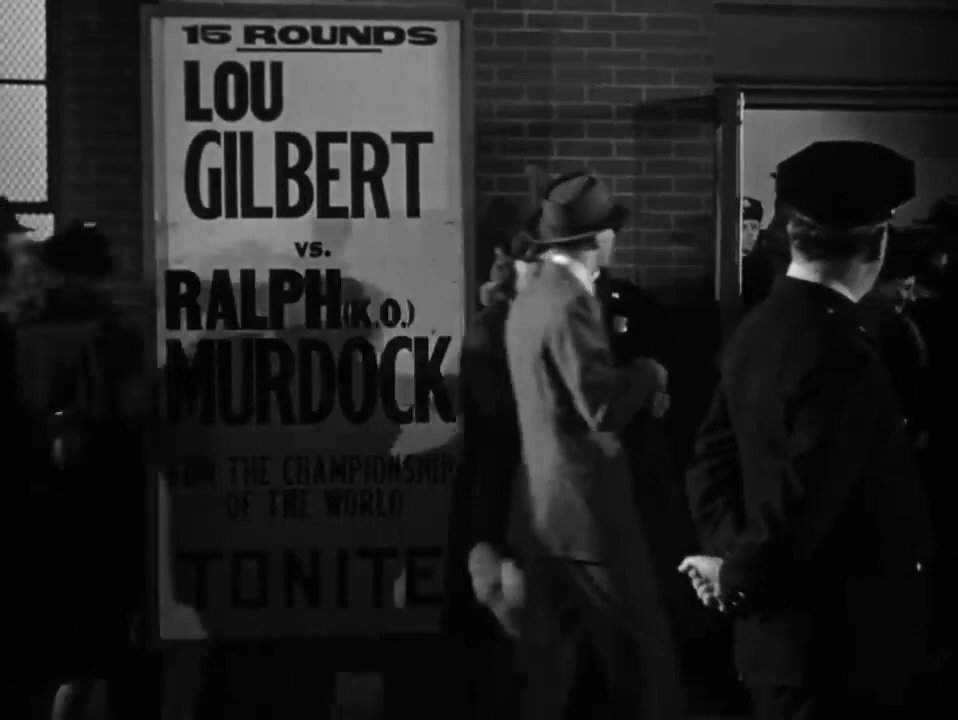 15 ROUNDS
LOU
GILBERT
VS.
RALPH (K.O.)
MURDOCK
FOR THE CHAMPIONSHIP
OF THE WORLD
TONITE